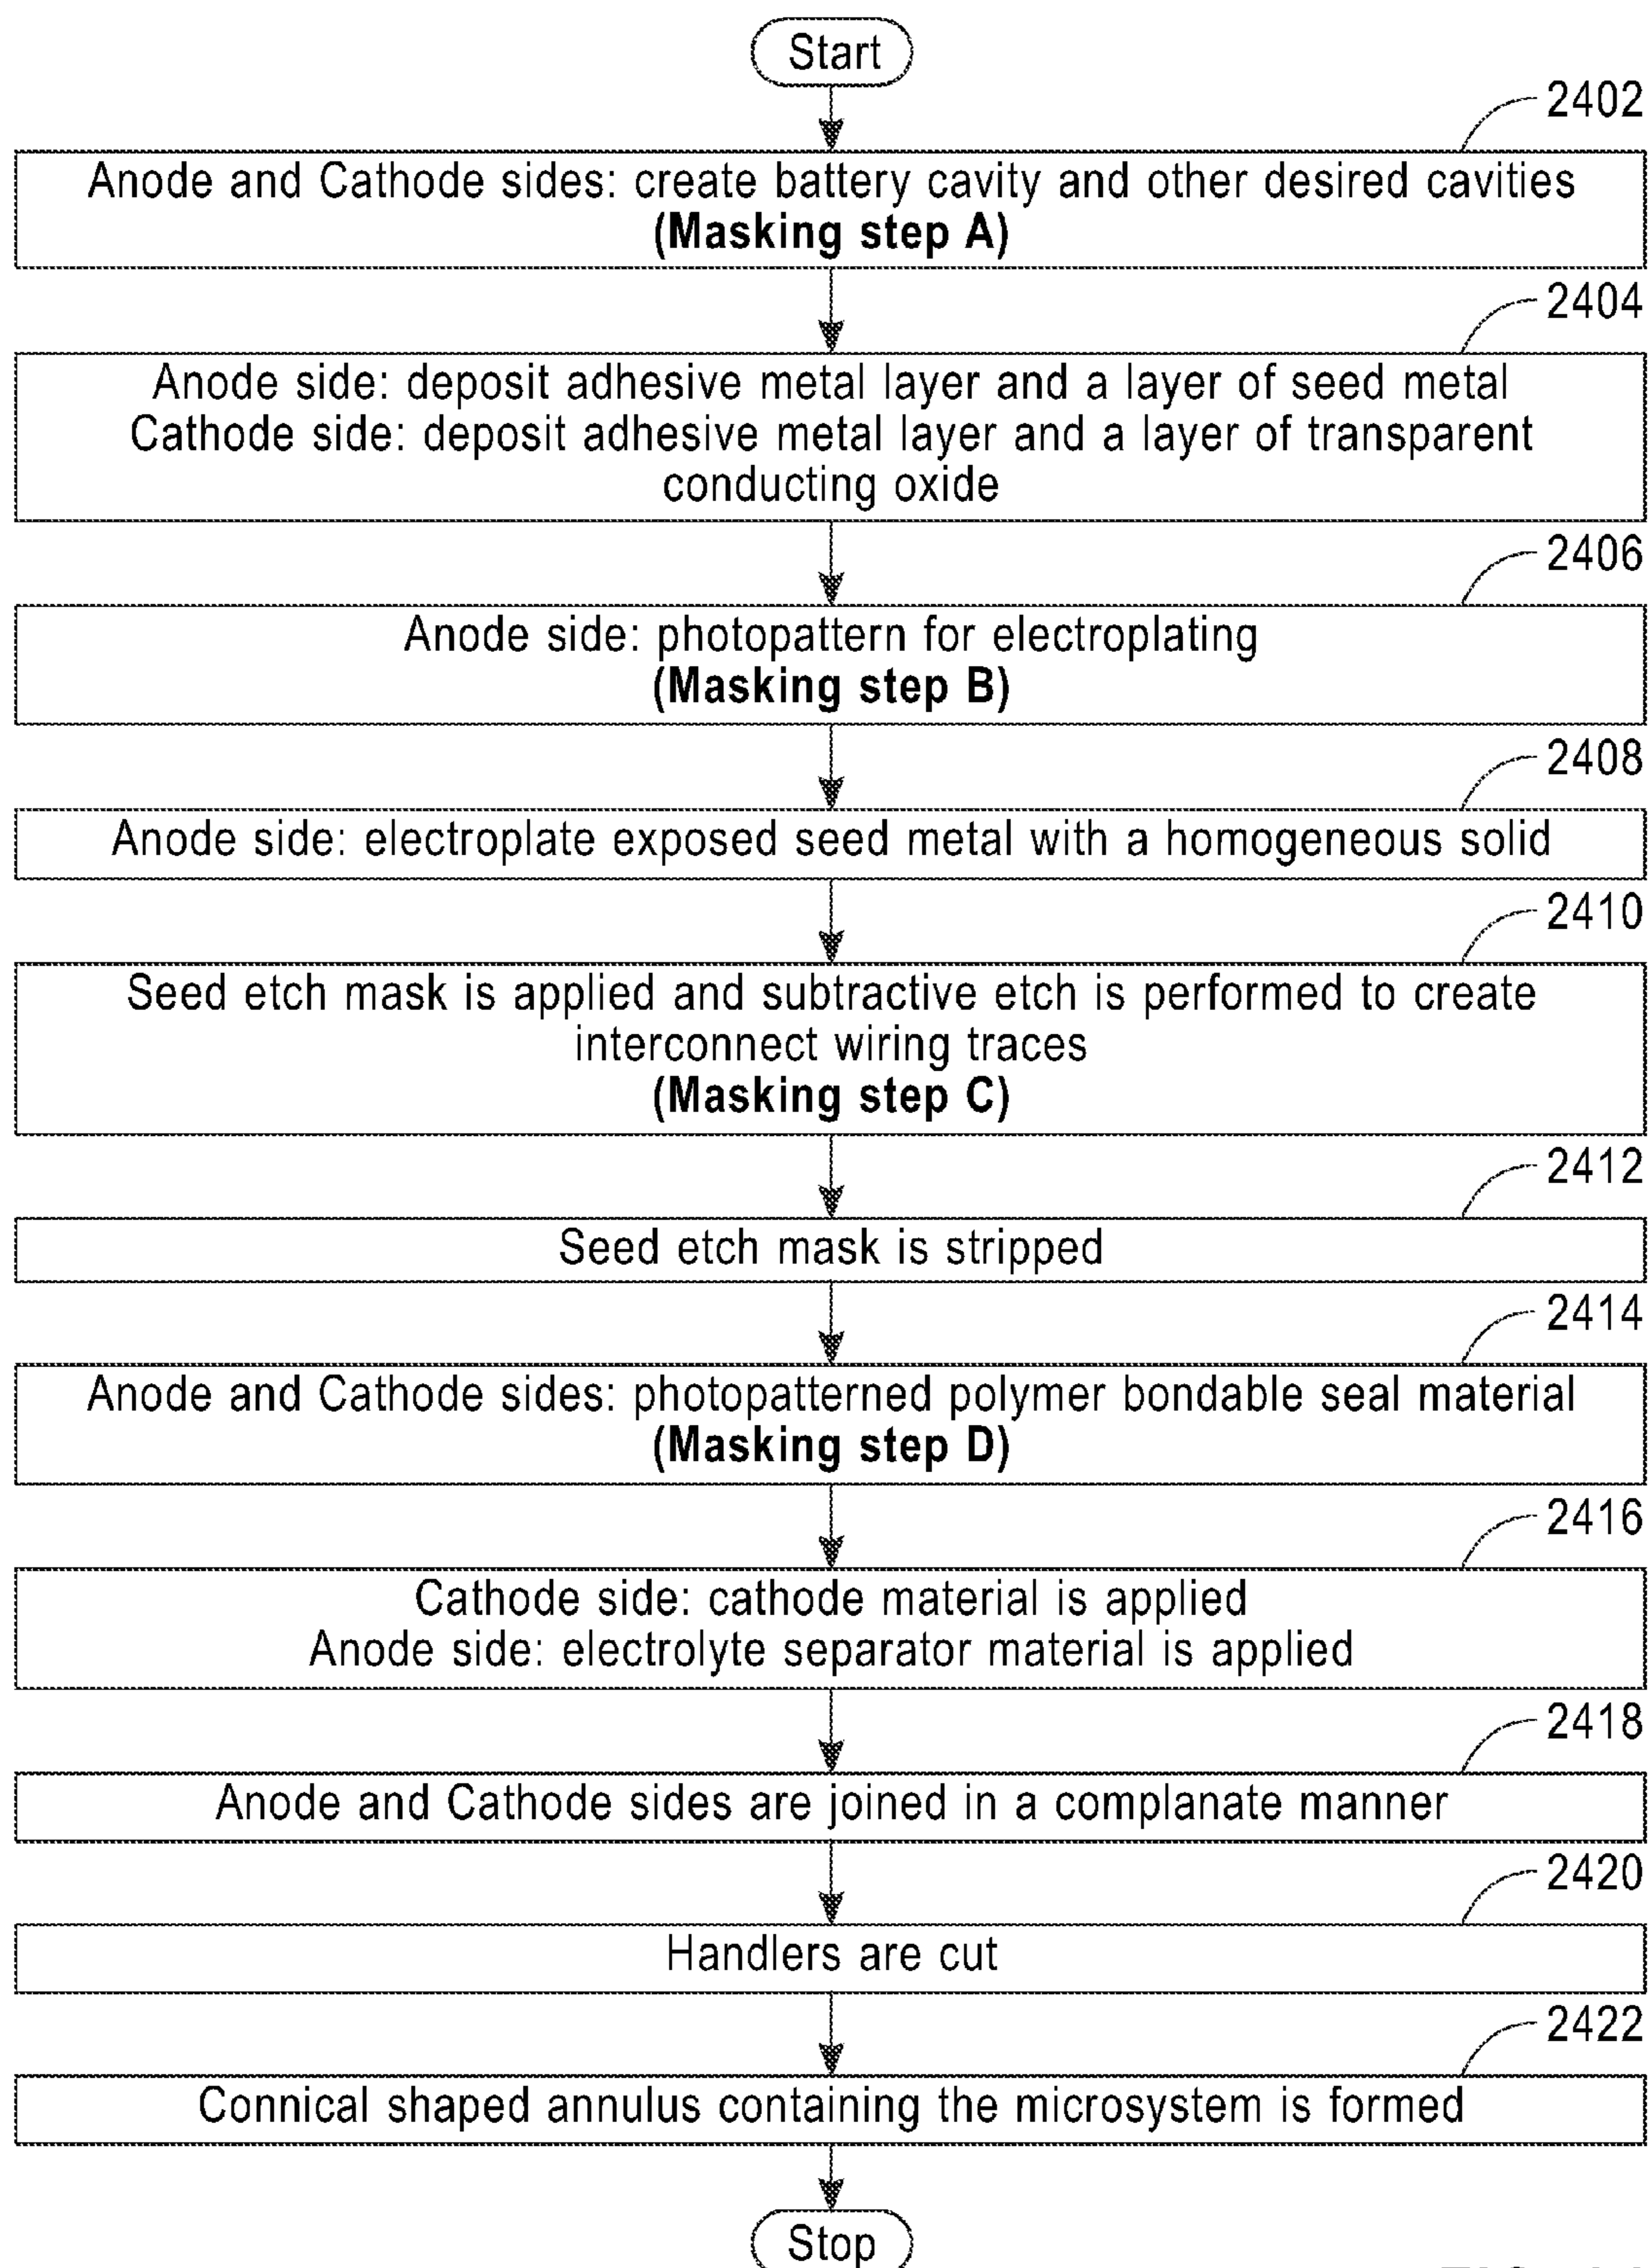 Start
2402
Anode and Cathode sides: create battery cavity and other desired cavities
(Masking step A)
2404
Anode side: deposit adhesive metal layer and a layer of seed metal
Cathode side: deposit adhesive metal layer and a layer of transparent
conducting oxide
2406
Anode side: photopattern for electroplating
(Masking step B)
2408
Anode side: electroplate exposed seed metal with a homogeneous solid
2410
Seed etch mask is applied and subtractive etch is performed to create
interconnect wiring traces
(Masking step C)
2412
Seed etch mask is stripped
2414
Anode and Cathode sides: photopatterned polymer bondable seal material
(Masking step D)
2416
Cathode side: cathode material is applied
Anode side: electrolyte separator material is applied
2418
Anode and Cathode sides are joined in a complanate manner
2420
Handlers are cut
2422
Connical shaped annulus containing the microsystem is formed
Stop